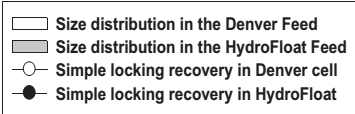 Size distribution in the Denver Feed
Size distribution in the HydroFloat Feed
Simple locking recovery in Denver cell
Simple locking recovery in HydroFloat